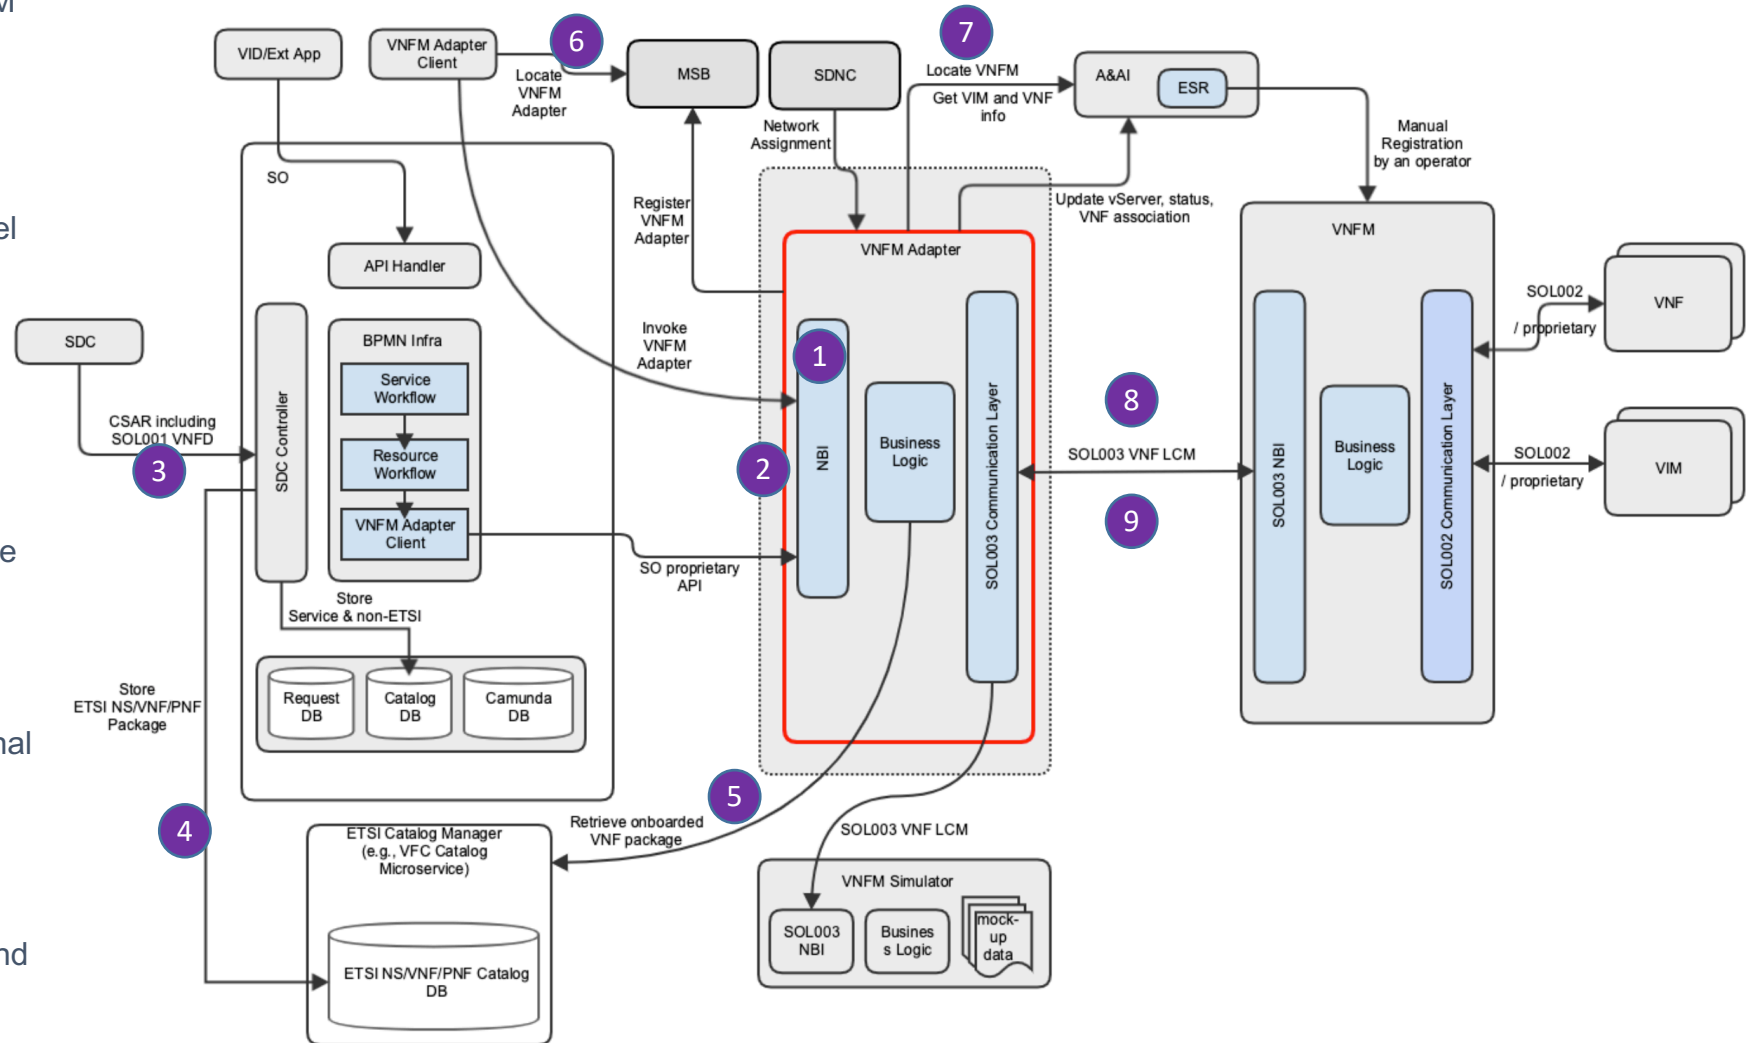 VID/Ext App
VNFM Adapter
Client
6
Locate
VNFM
Adapter
MSB
SDNC
7
Locate VNFM
Get VIM and VNF
info
A&AI
ESR
Network
Assignment
Manual
Registration
by an operator
SO
Register
VNFM
Adapter
Update vServer, status,
VNF association
VNFM Adapter
VNFM
el
API Handler
SDC
BPMN Infra
Service
Workflow
Resource
Workflow
VNFM Adapter
Client
SDC Controller
CSAR including
SOL001 VNFD
3
Invoke
VNFM
Adapter
1
NBI
2
Business
Logic
SOL003 Communication Layer
8
SOL003 VNF LCM
9
SOL003 NBI
Business
Logic
SOL002 Communication Layer
SOL002
/ proprietary
VNF
SOL002
/ proprietary
VIM
e
SO proprietary
API
Store
Service & non-ETSI
Request
DB
Catalog
DB
Camunda
DB
Store
ETSI NS/VNF/PNF
Package
nal
4
5
Retrieve onboarded
VNF package
ETSI Catalog Manager
(e.g., VFC Catalog
Microservice)
ETSI NS/VNF/PNF Catalog
DB
SOL003 VNF LCM
VNFM Simulator
SOL003
NBI
Busines
s Logic
mock-
up
data
nd